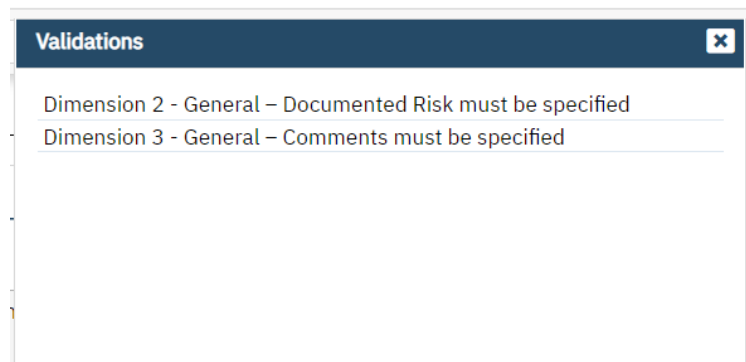 Validations
Dimension 2 - General – Documented Risk must be specified
Dimension 3 - General – Comments must be specified